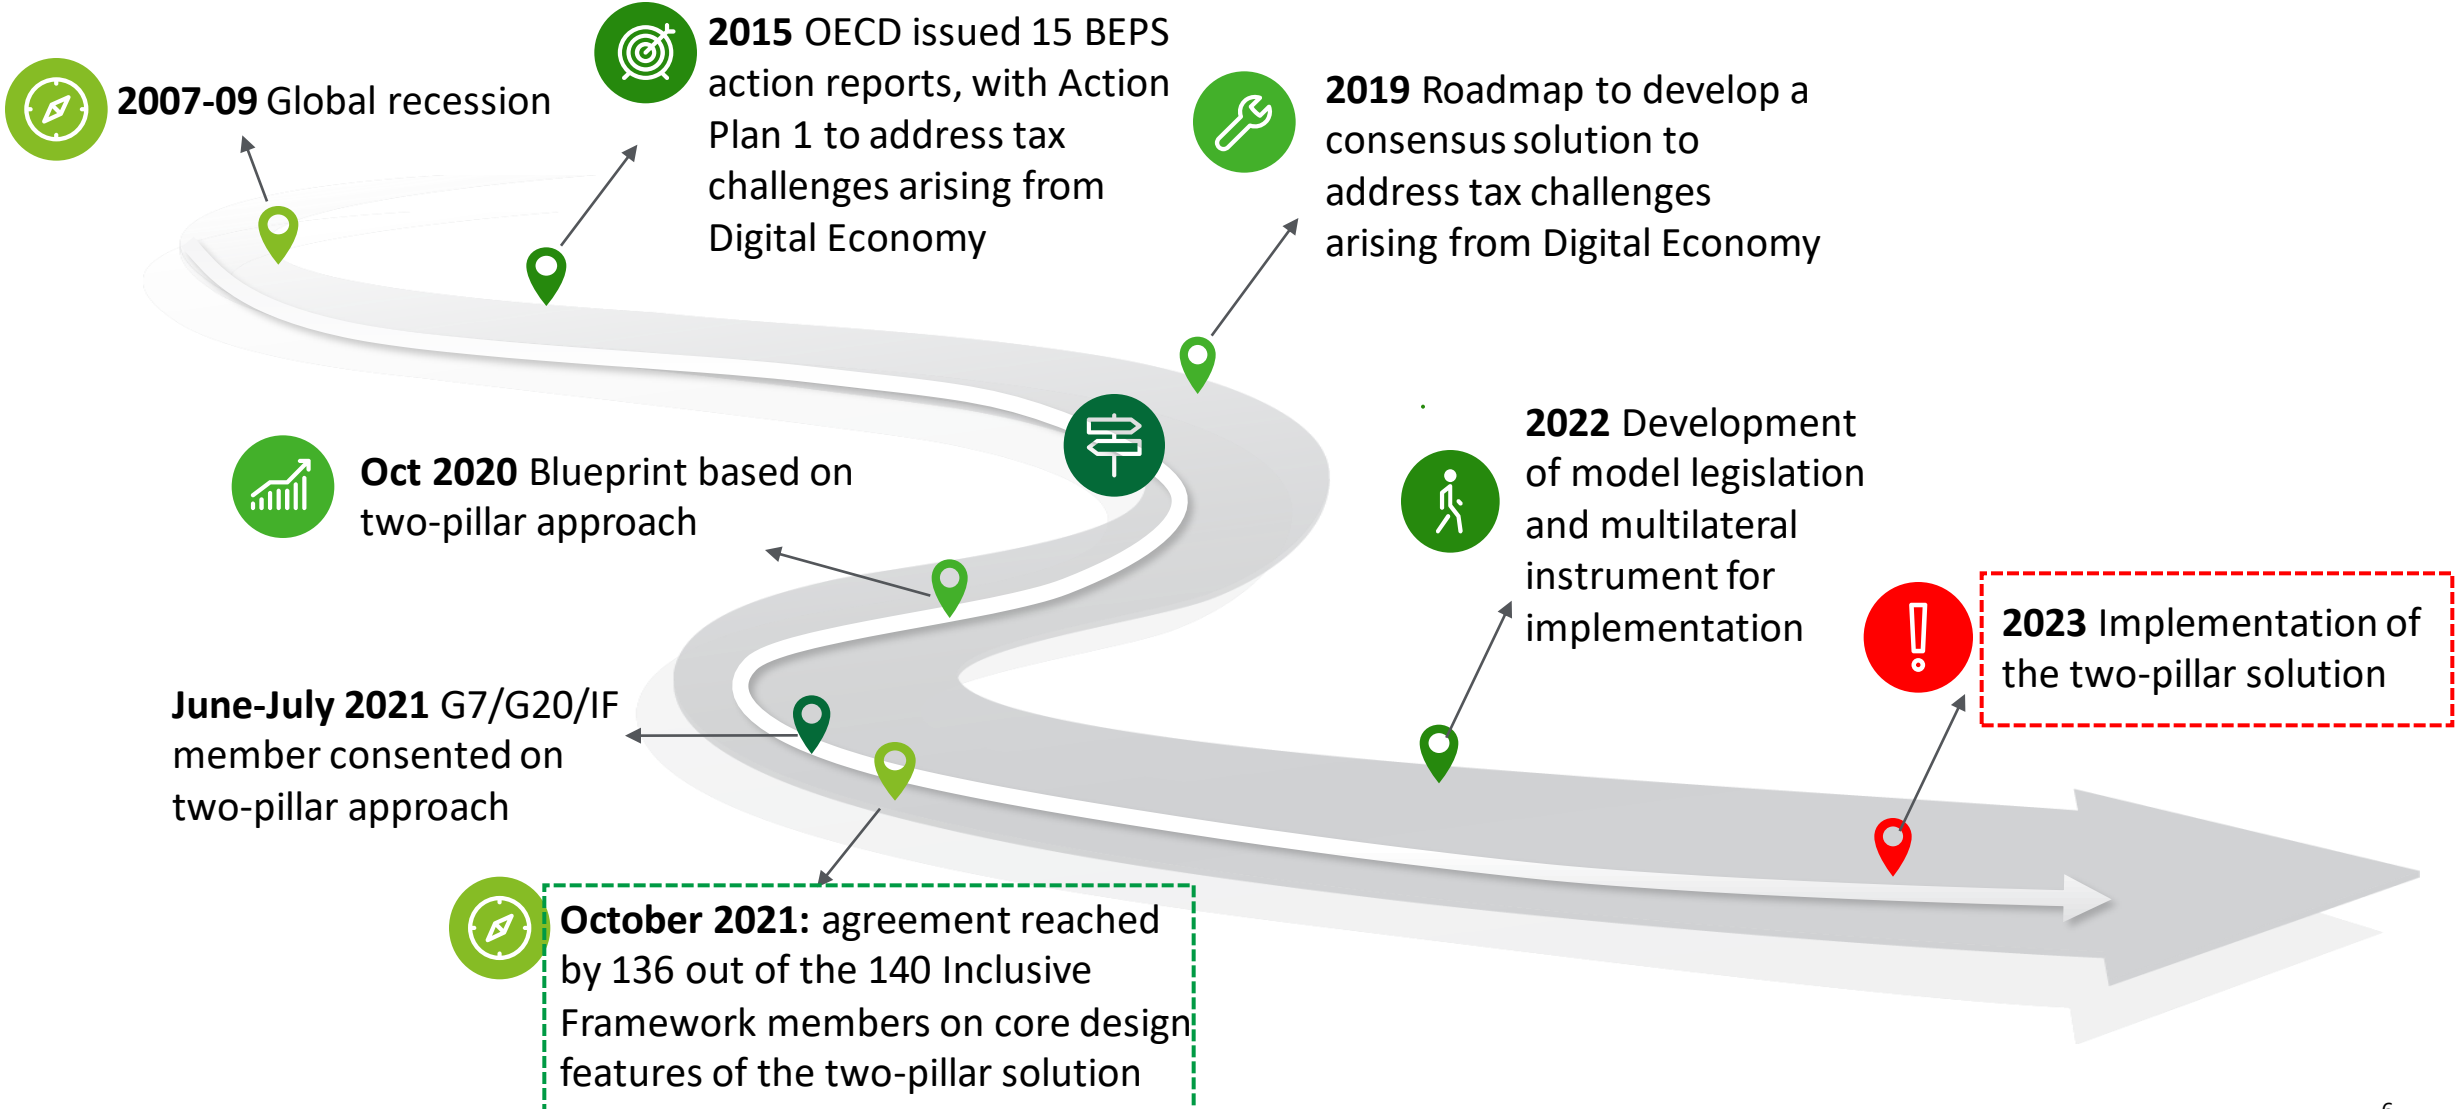 2007-09 Global recession
2015 OECD issued 15 BEPS
action reports, with Action
Plan 1 to address tax
challenges arising from
Digital Economy
2019 Roadmap to develop a
consensus solution to
address tax challenges
arising from Digital Economy
Oct 2020 Blueprint based on
two-pillar approach
June-July 2021 G7/G20/IF
member consented on
two-pillar approach
October 2021: agreement reached
by 136 out of the 140 Inclusive
Framework members on core design
features of the two-pillar solution
2022 Development
of model legislation
and multilateral
instrument for
implementation
2023 Implementation of
the two-pillar solution